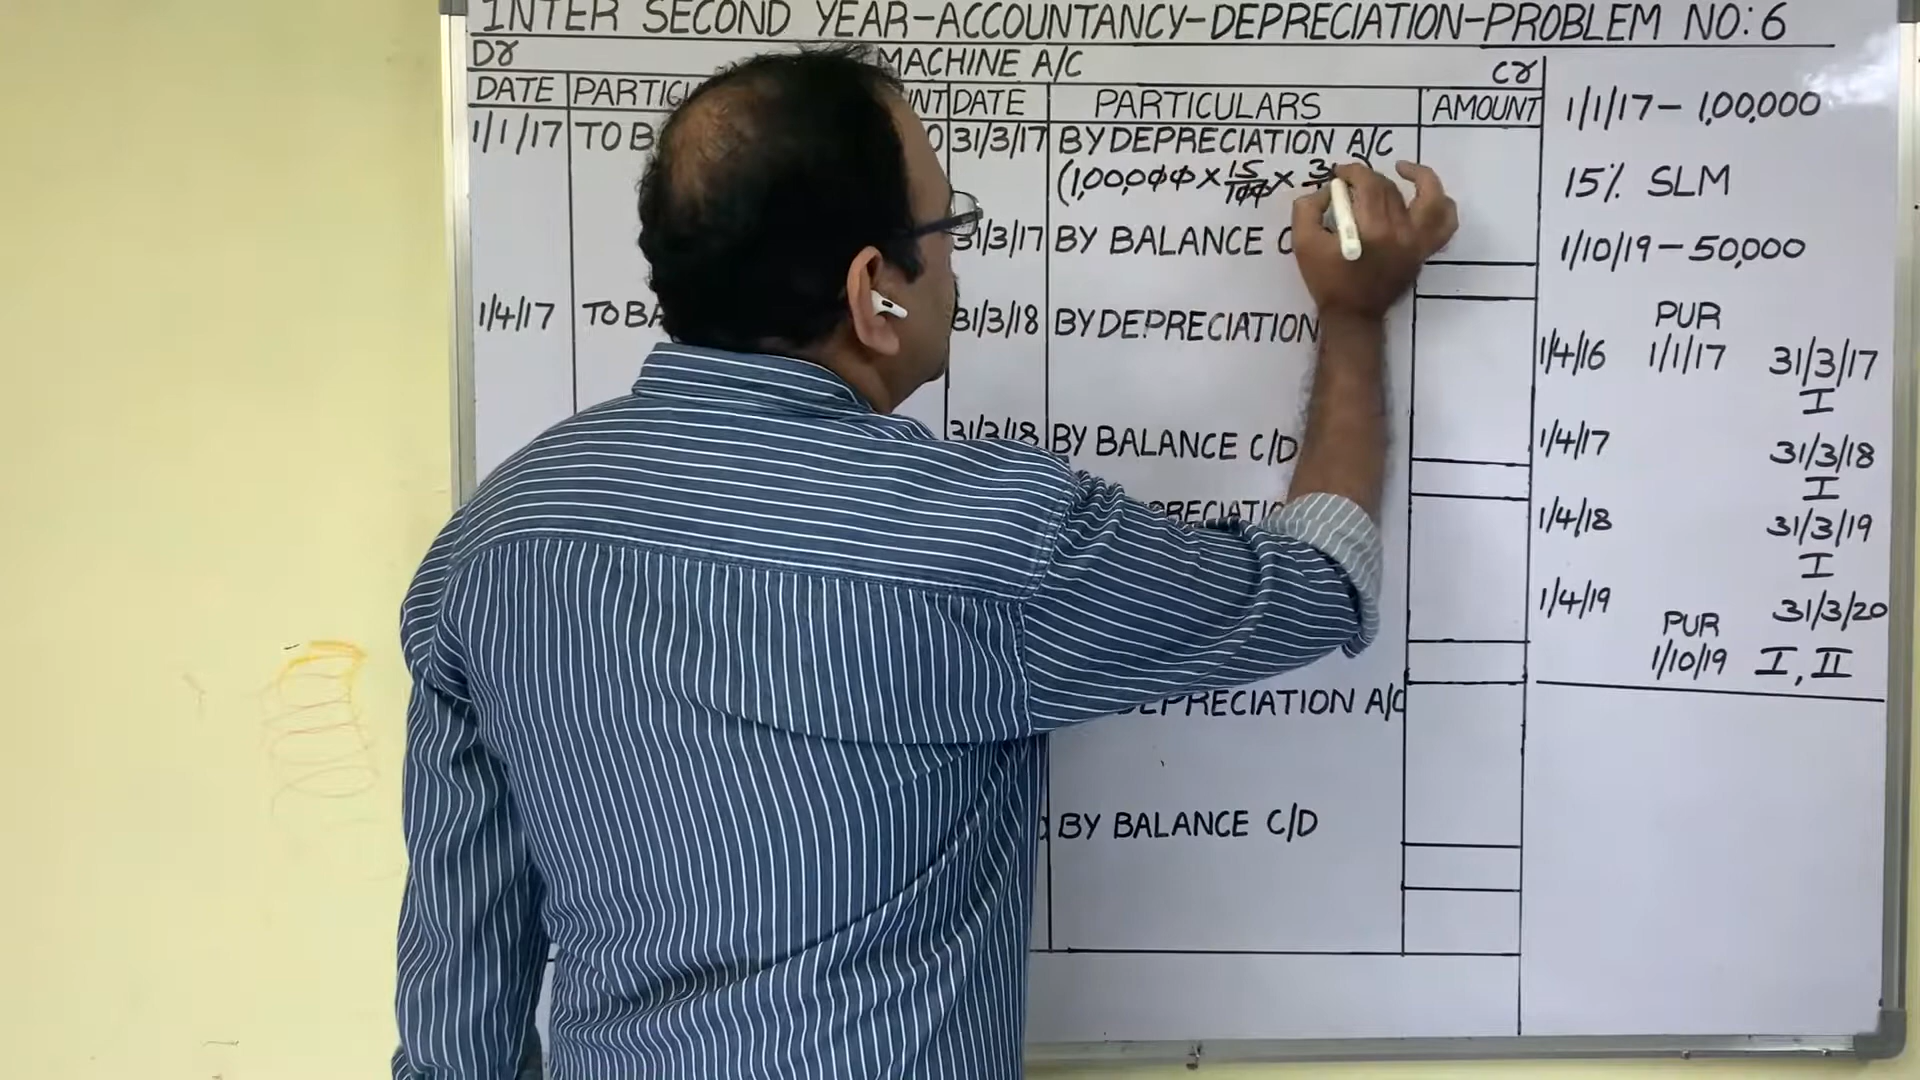 INTER SECOND YEAR-ACCOUNTANCY-DEPRECIATION-PROBLEM NO:6
Dr MACHINE A/C Cr
DATE DATE PARTICULARS AMOUNT
1/1/17 TO 31/3/17 BY DEPRECIATION A/C
(1,00,000 × 15/100 ×
31/3/17 BY BALANCE
1/4/17 TO 31/3/18 BY DEPRECIATION
31/3/18 BY BALANCE C/D
DEPRECIATION A/C
BY BALANCE C/D
1/1/17 - 1,00,000
15% SLM
1/10/19 - 50,000
PUR
1/4/16 1/1/17 31/3/17
I
1/4/17 31/3/18
I
1/4/18 31/3/19
I
1/4/19 31/3/20
PUR
1/10/19 I, II